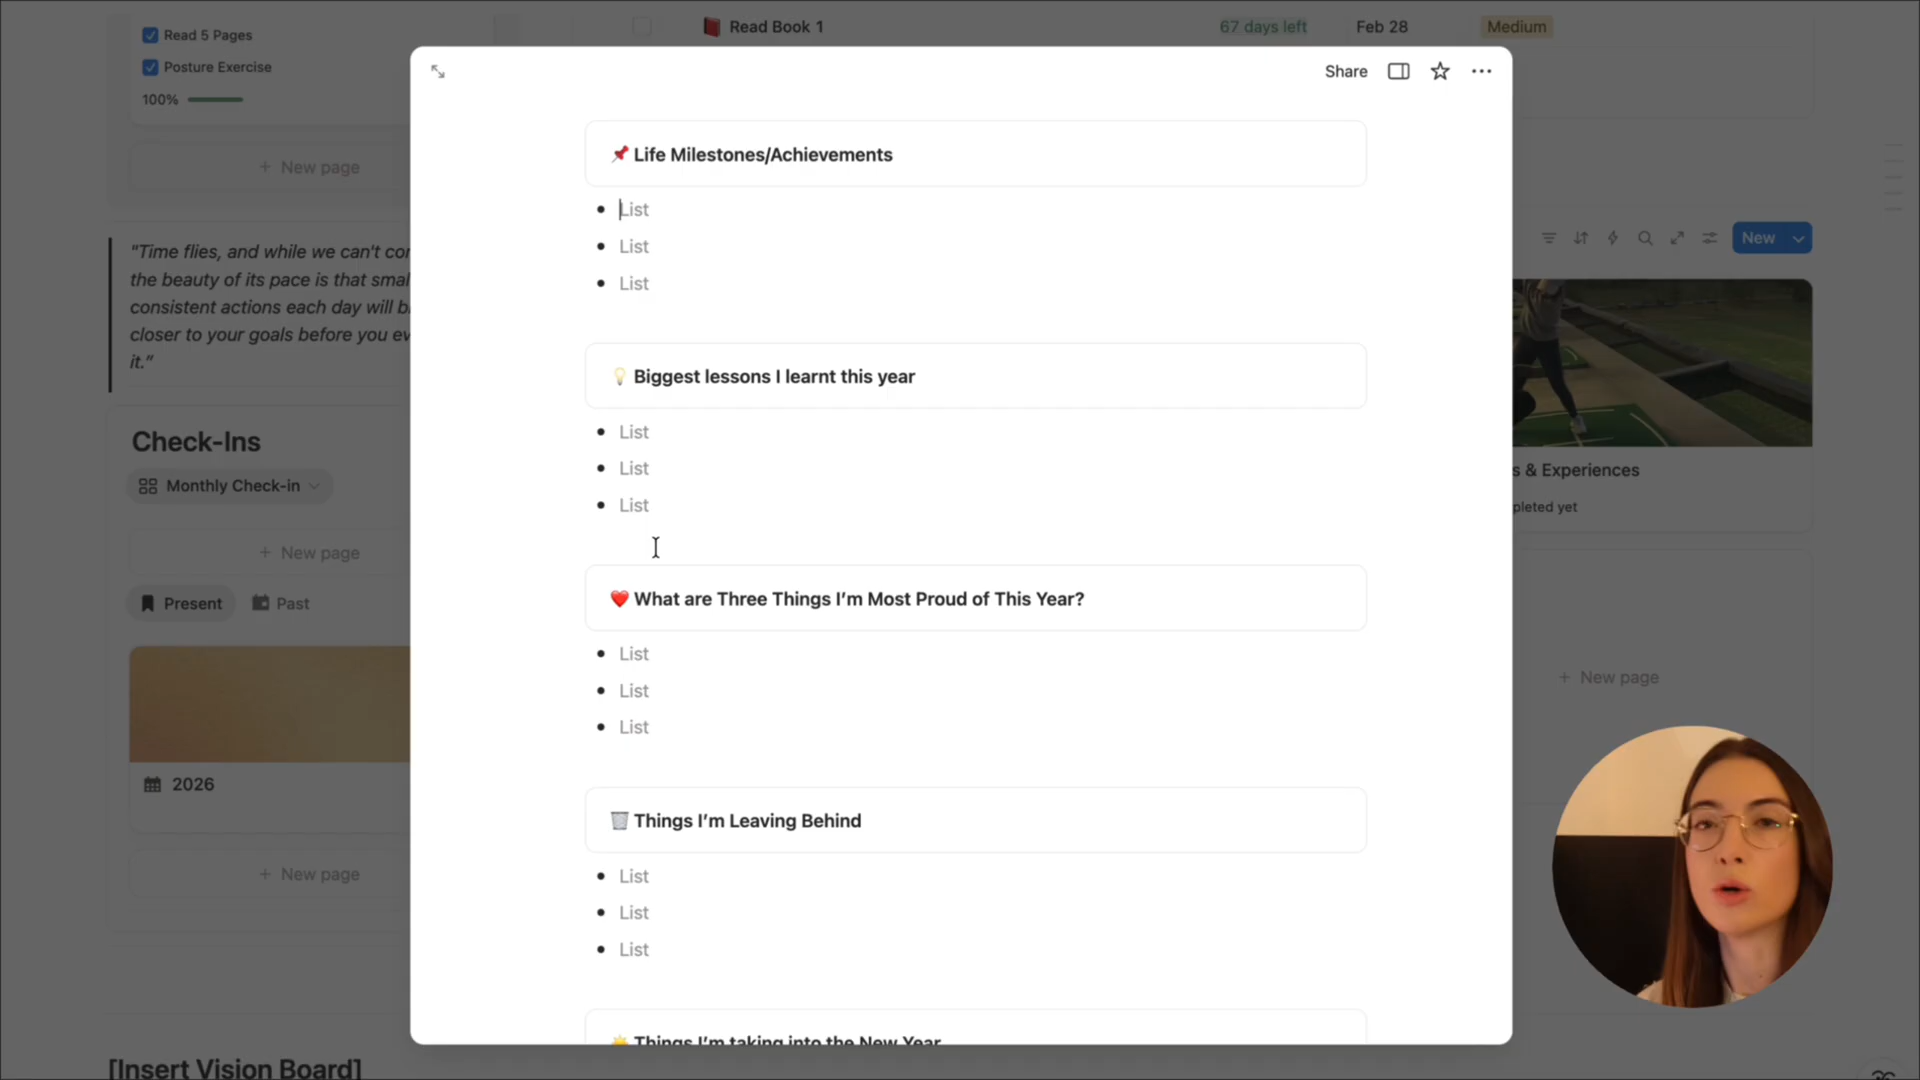 Read 5 Pages
Posture Exercise
100%
+ New page
Read Book 1
67 days left
Feb 28
Medium
Share
"Time flies, and while we can't cor
the beauty of its pace is that smal
consistent actions each day will b
closer to your goals before you ev
it."
Check-Ins
Monthly Check-in
+ New page
Present
Past
2026
+ New page
[Insert Vision Board]
Life Milestones/Achievements
• List
• List
• List
Biggest lessons I learnt this year
• List
• List
• List
What are Three Things I'm Most Proud of This Year?
• List
• List
• List
Things I'm Leaving Behind
• List
• List
• List
Things I'm taking into the New Year
New
s & Experiences
pleted yet
+ New page